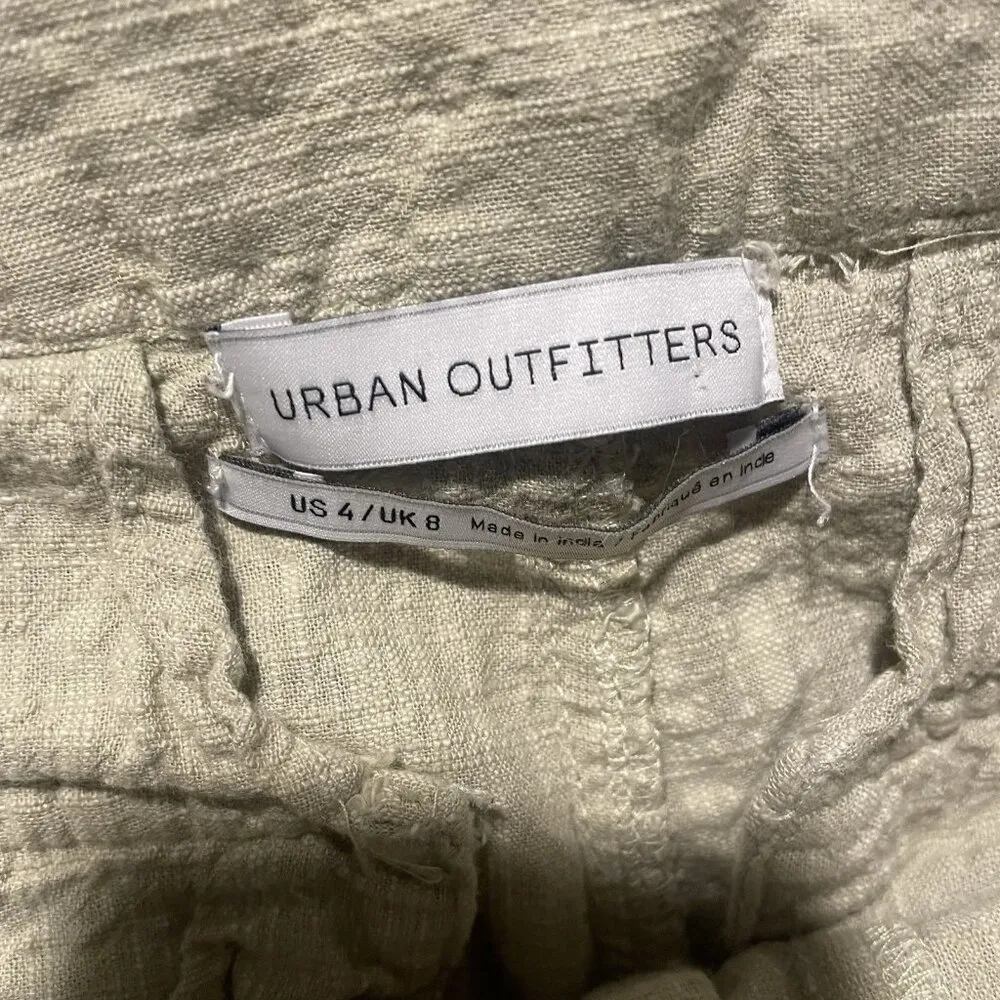 URBAN OUTFITTERS
US 4/UK 8 Made in India / Fabriqué en Inde